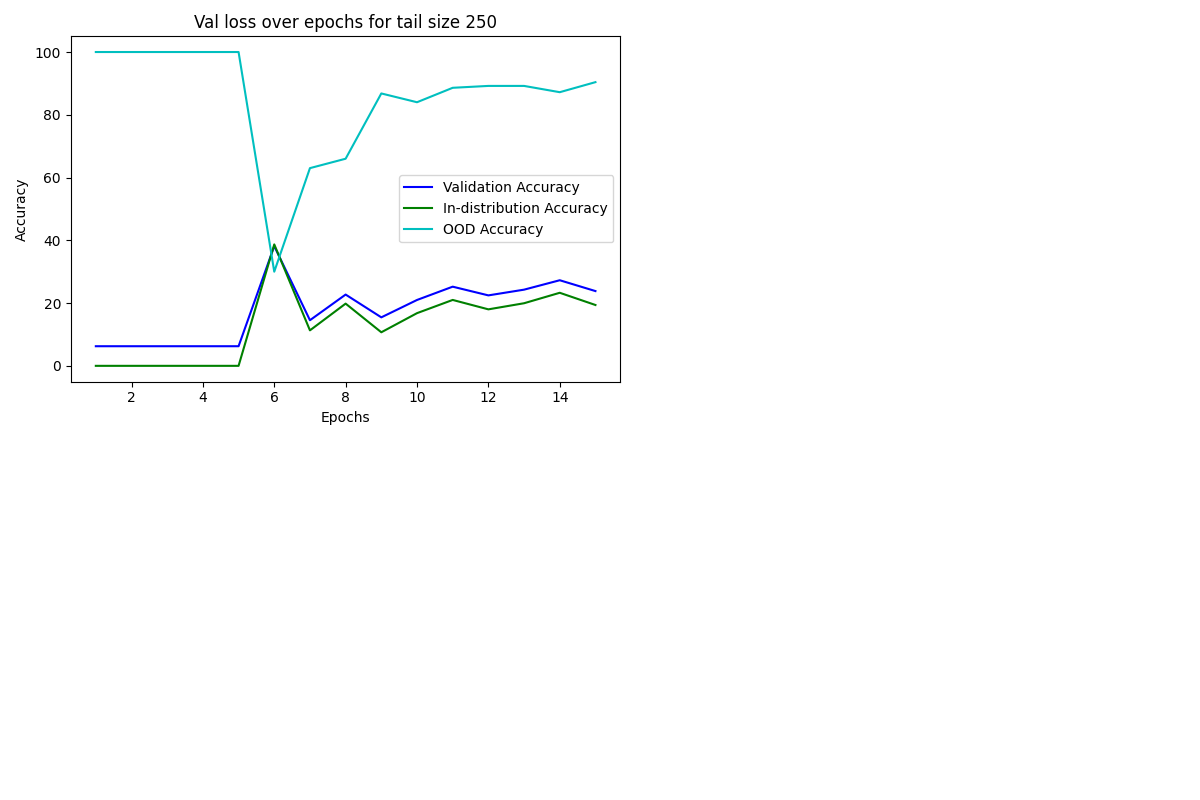 Val loss over epochs for tail size 250
100
80
60
40
20
0
Accuracy
Validation Accuracy
In-distribution Accuracy
OOD Accuracy
2 4 6 8 10 12 14
Epochs